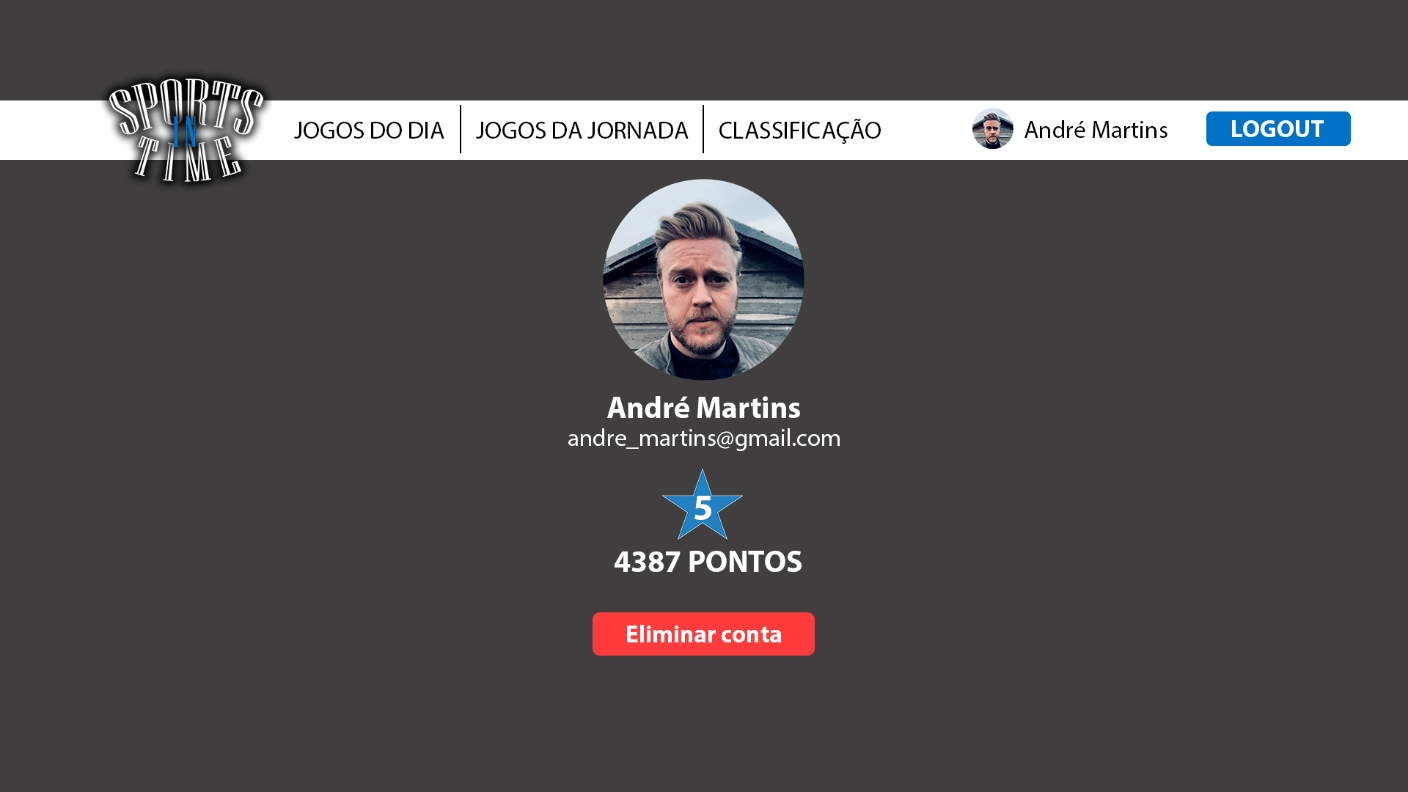 SPORTS
IN
TIME
JOGOS DO DIA
JOGOS DA JORNADA
CLASSIFICAÇÃO
André Martins
LOGOUT
André Martins
andre_martins@gmail.com
5
4387 PONTOS
Eliminar conta